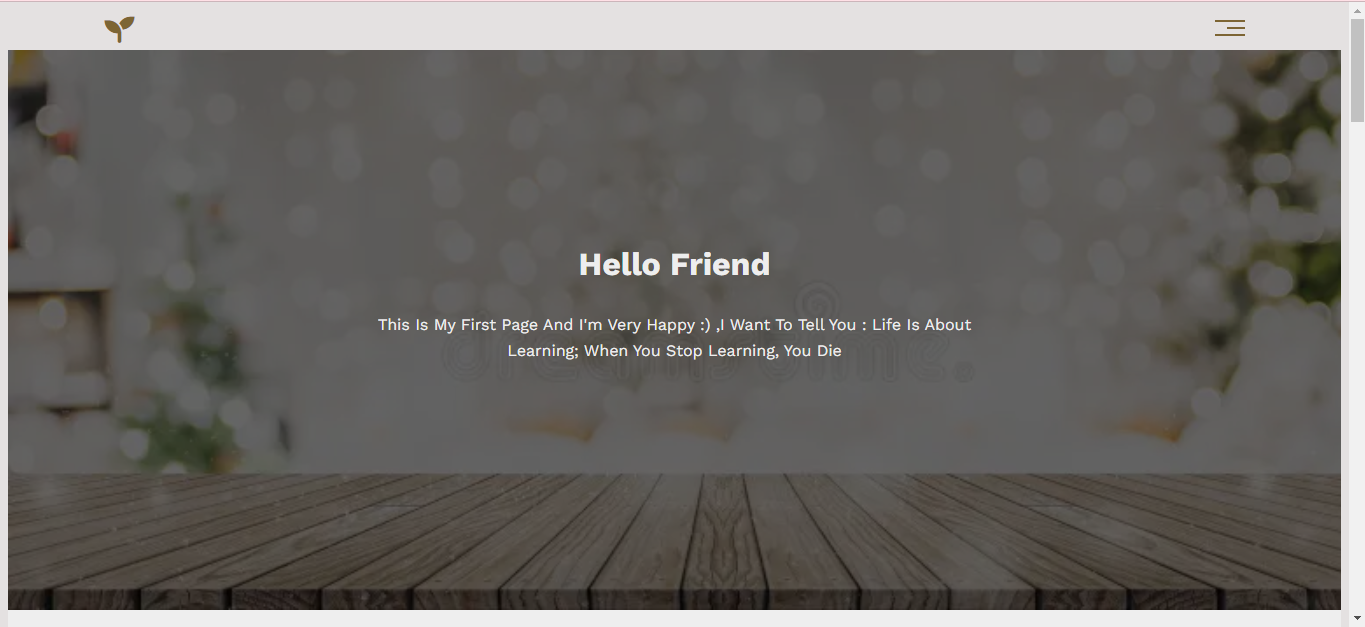 Hello Friend
This Is My First Page And I'm Very Happy :) ,I Want To Tell You : Life Is About
Learning; When You Stop Learning, You Die
dreamstime